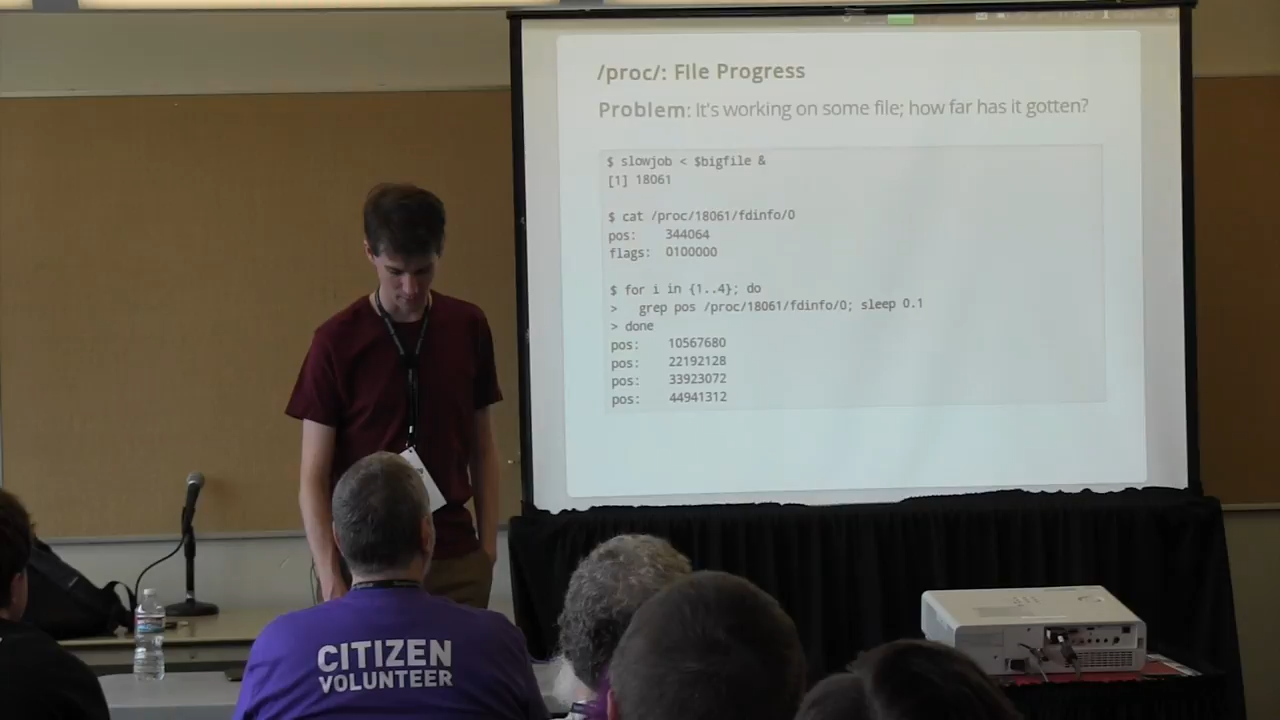 /proc/: File Progress
Problem: It's working on some file; how far has it gotten?
$ slowjob < $bigfile &
[1] 18061
$ cat /proc/18061/fdinfo/0
pos: 344064
flags: 0100000
$ for i in {1..4}; do
> grep pos /proc/18061/fdinfo/0; sleep 0.1
> done
pos: 10567680
pos: 22192128
pos: 33923072
pos: 44941312
CITIZEN
VOLUNTEER